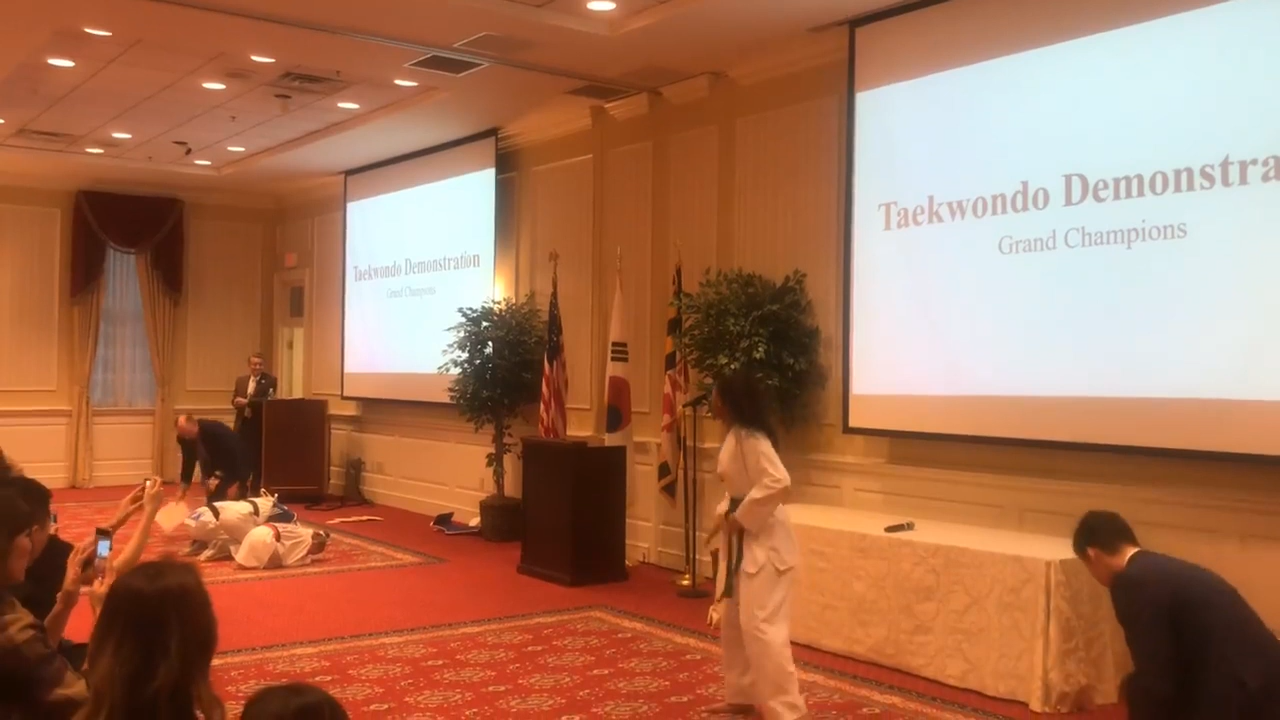 Taekwondo Demonstration
Grand Champions
Taekwondo Demonstra
Grand Champions